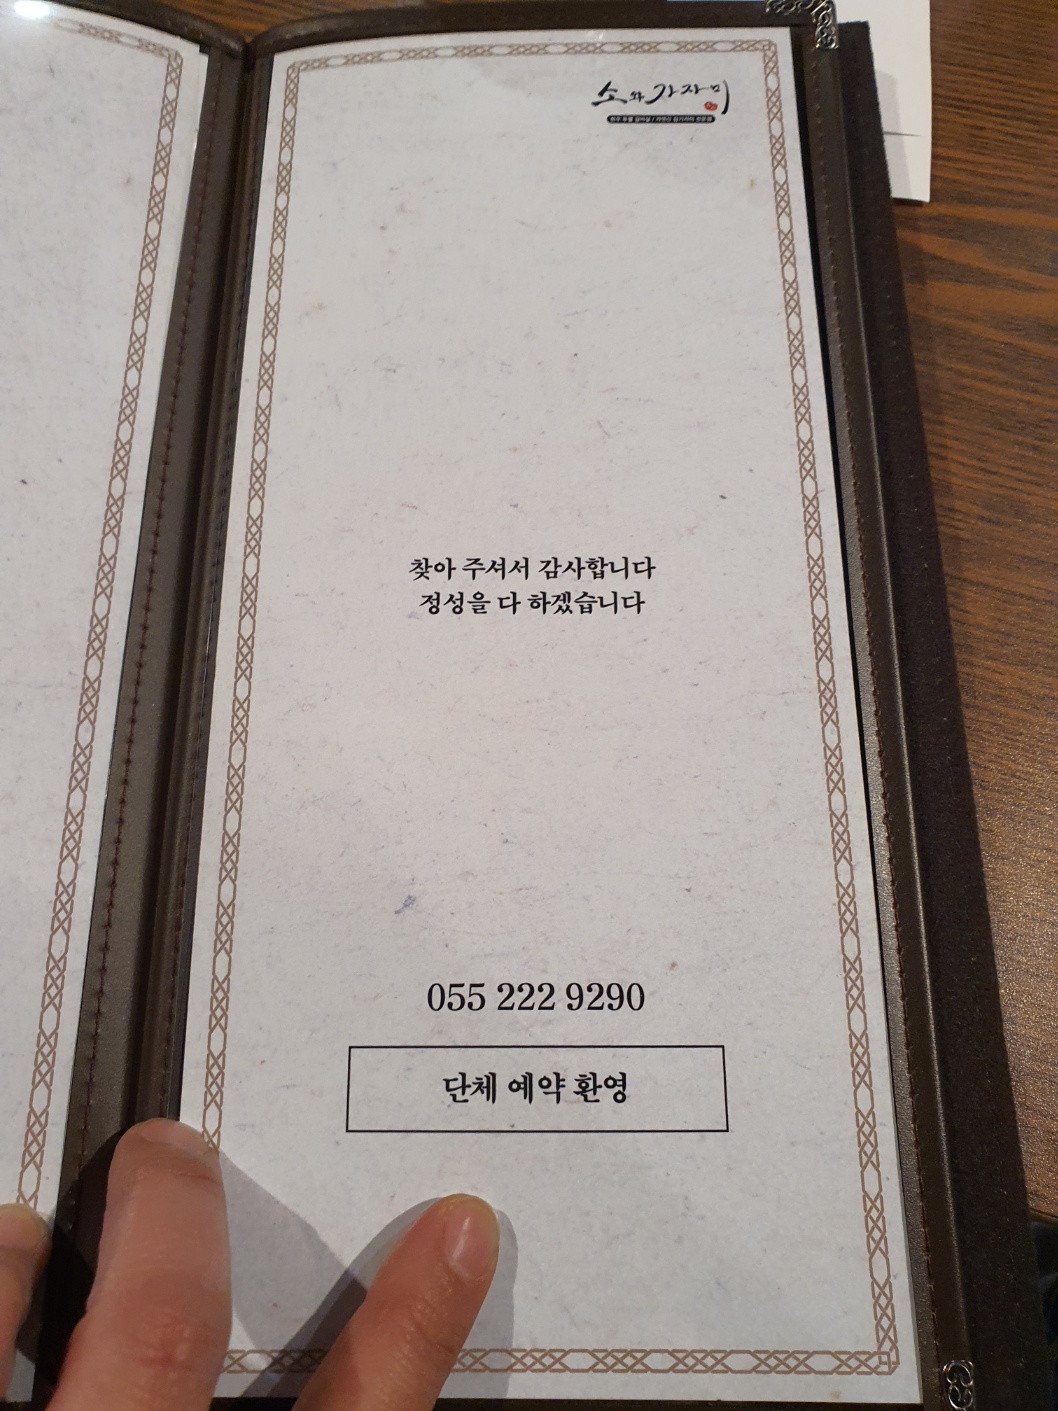 소와가자미
찾아 주셔서 감사합니다
정성을 다 하겠습니다
055 222 9290
단체 예약 환영